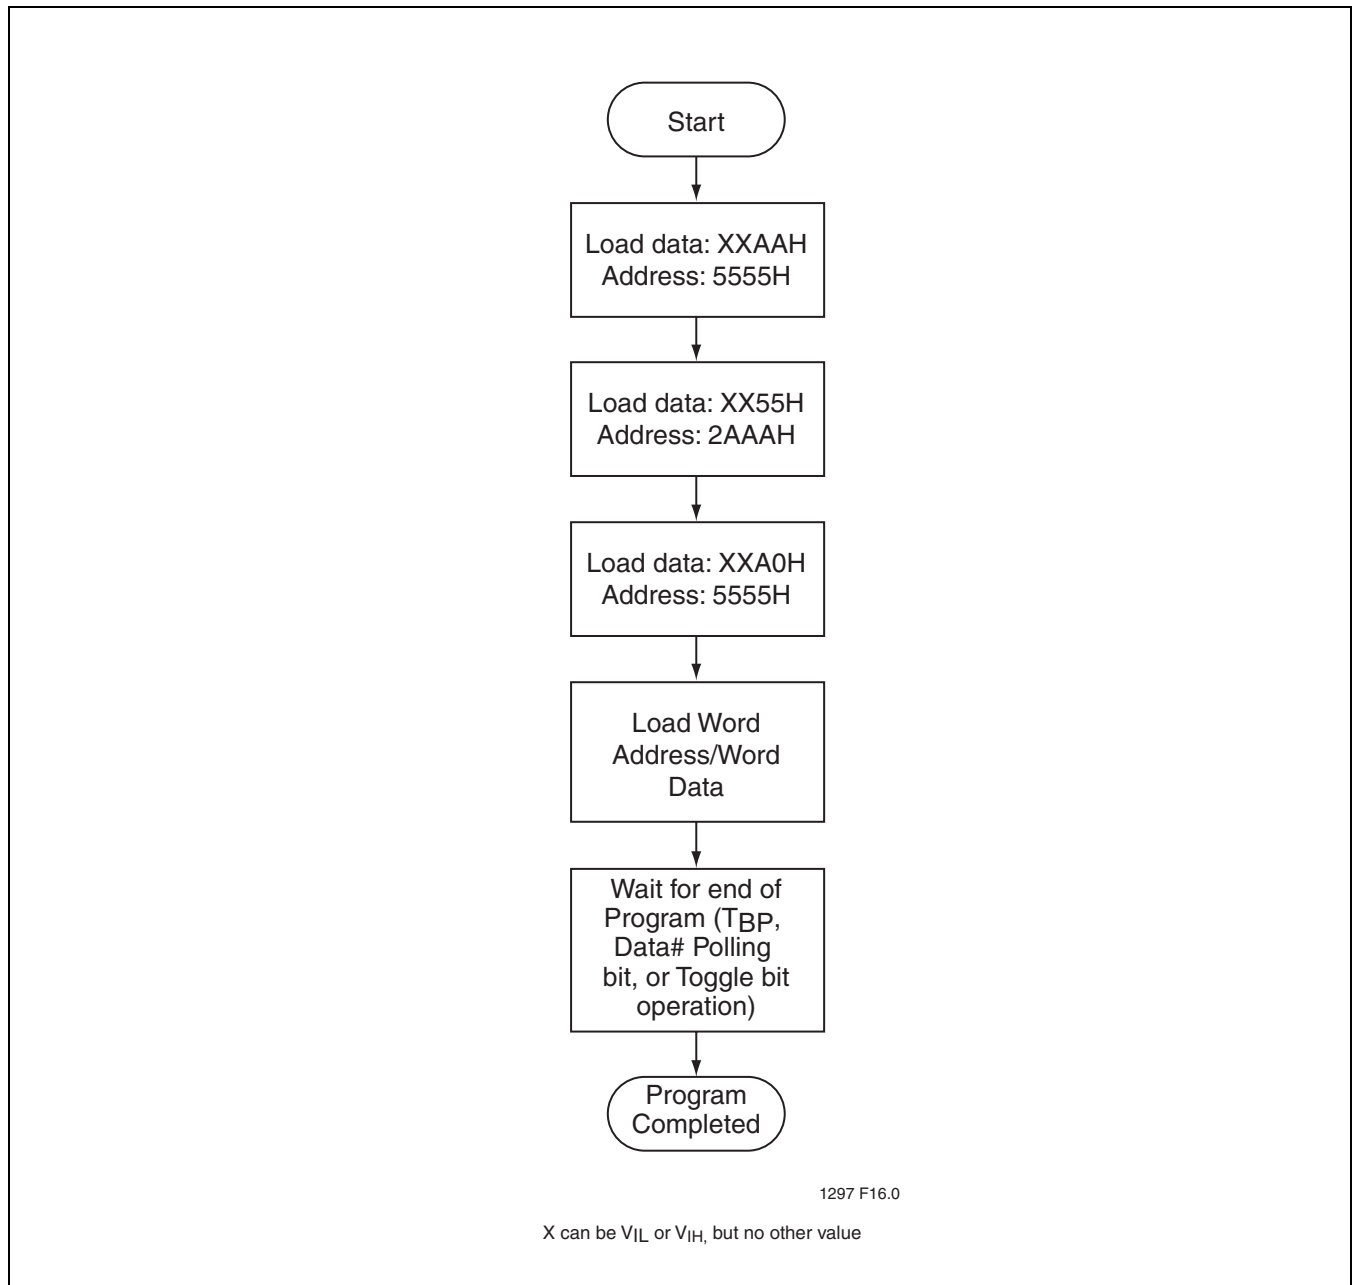 Start
Load data: XXAAH
Address: 5555H
Load data: XX55H
Address: 2AAAH
Load data: XXA0H
Address: 5555H
Load Word
Address/Word
Data
Wait for end of
Program (TBP,
Data# Polling
bit, or Toggle bit
operation)
Program
Completed
1297 F16.0
X can be VIL or VIH, but no other value